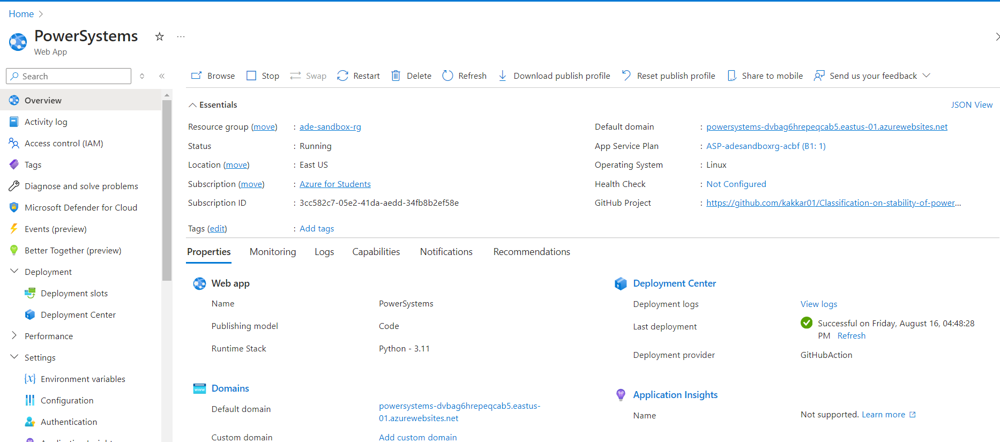 Home
PowerSystems
Web App
Search
Browse
Stop
Swap
Restart
Delete
Refresh
Download publish profile
Reset publish profile
Share to mobile
Send us your feedback
Overview
Activity log
Access control (IAM)
Tags
Diagnose and solve problems
Microsoft Defender for Cloud
Events (preview)
Better Together (preview)
Deployment
Deployment slots
Deployment Center
Performance
Settings
Environment variables
Configuration
Authentication
Essentials
JSON View
Resource group (move) : ade-sandbox-rg
Status : Running
Location (move) : East US
Subscription (move) : Azure for Students
Subscription ID : 3cc582c7-05e2-41da-aedd-34fb8b2ef58e
Tags (edit) : Add tags
Default domain : powersystems-dvbag6hrepeqcab5.eastus-01.azurewebsites.net
App Service Plan : ASP-adesandboxrg-acbf (B1: 1)
Operating System : Linux
Health Check : Not Configured
GitHub Project : https://github.com/kakkar01/Classification-on-stability-of-power...
Properties
Monitoring
Logs
Capabilities
Notifications
Recommendations
Web app
Name PowerSystems
Publishing model Code
Runtime Stack Python - 3.11
Domains
Default domain powersystems-dvbag6hrepeqcab5.eastus-
01.azurewebsites.net
Custom domain Add custom domain
Deployment Center
Deployment logs View logs
Last deployment Successful on Friday, August 16, 04:48:28
PM Refresh
Deployment provider GitHubAction
Application Insights
Name Not supported. Learn more